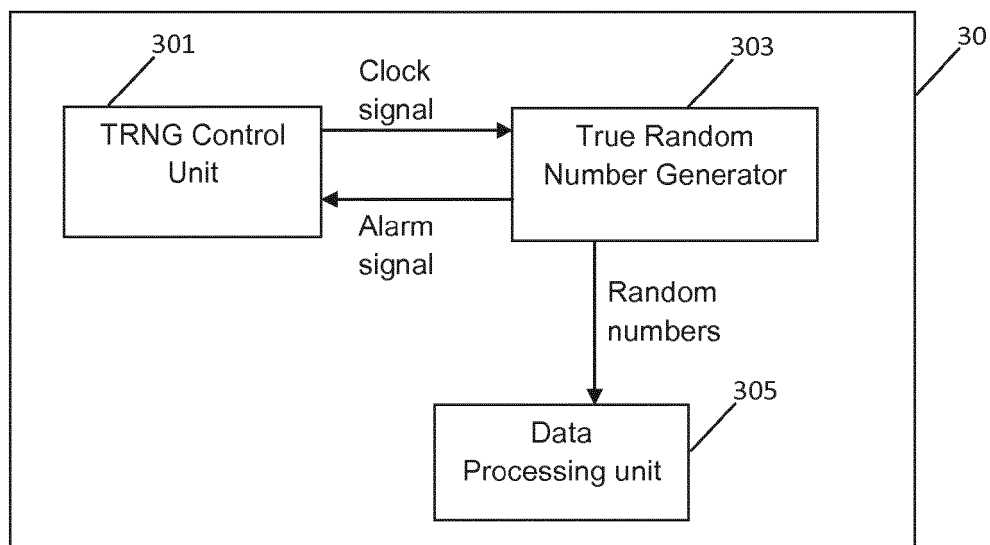 301
303
30
Clock
signal
TRNG Control
Unit
True Random
Number Generator
Alarm
signal
Random
numbers
305
Data
Processing unit